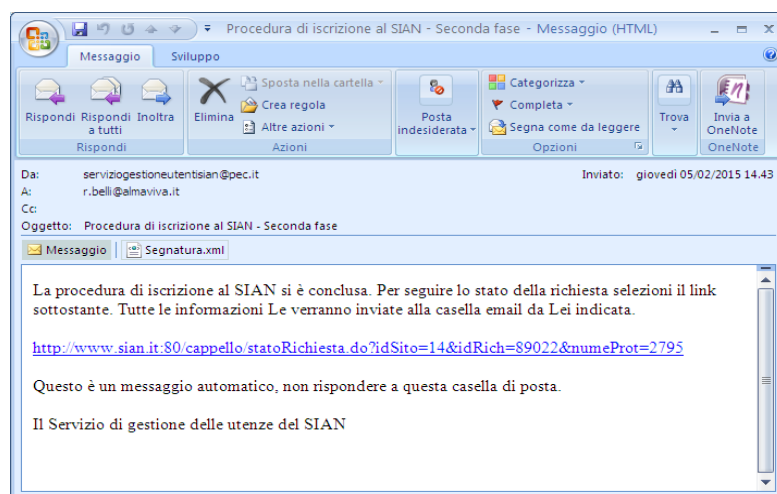 Procedura di iscrizione al SIAN - Seconda fase - Messaggio (HTML)
Messaggio Sviluppo
Rispondi Rispondi a tutti Inoltra
Rispondi
Elimina
Sposta nella cartella
Crea regola
Altre azioni
Azioni
Posta indesiderata
Categorizza
Completa
Segna come da leggere
Opzioni
Trova
Invia a OneNote
OneNote
Da: serviziogestioneutentisian@pec.it Inviato: giovedì 05/02/2015 14.43
A: r.belli@almaviva.it
Cc:
Oggetto: Procedura di iscrizione al SIAN - Seconda fase
Messaggio Segnatura.xml
La procedura di iscrizione al SIAN si è conclusa. Per seguire lo stato della richiesta selezioni il link
sottostante. Tutte le informazioni Le verranno inviate alla casella email da Lei indicata.
http://www.sian.it:80/cappello/statoRichiesta.do?idSito=14&idRich=89022&numeProt=2795
Questo è un messaggio automatico, non rispondere a questa casella di posta.
Il Servizio di gestione delle utenze del SIAN